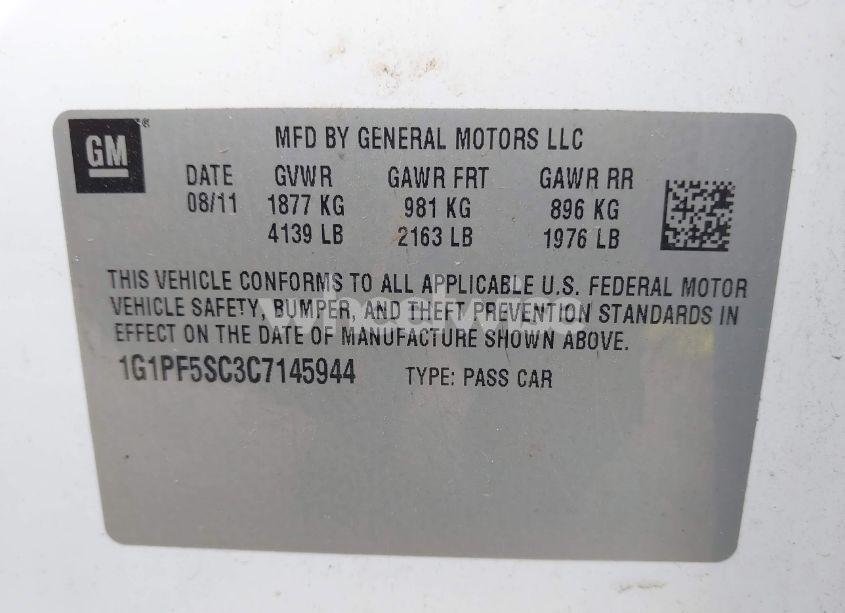 GM
MFD BY GENERAL MOTORS LLC
DATE GVWR GAWR FRT GAWR RR
08/11 1877 KG 981 KG 896 KG
4139 LB 2163 LB 1976 LB
THIS VEHICLE CONFORMS TO ALL APPLICABLE U.S. FEDERAL MOTOR
VEHICLE SAFETY, BUMPER, AND THEFT PREVENTION STANDARDS IN
EFFECT ON THE DATE OF MANUFACTURE SHOWN ABOVE.
1G1PF5SC3C7145944 TYPE: PASS CAR